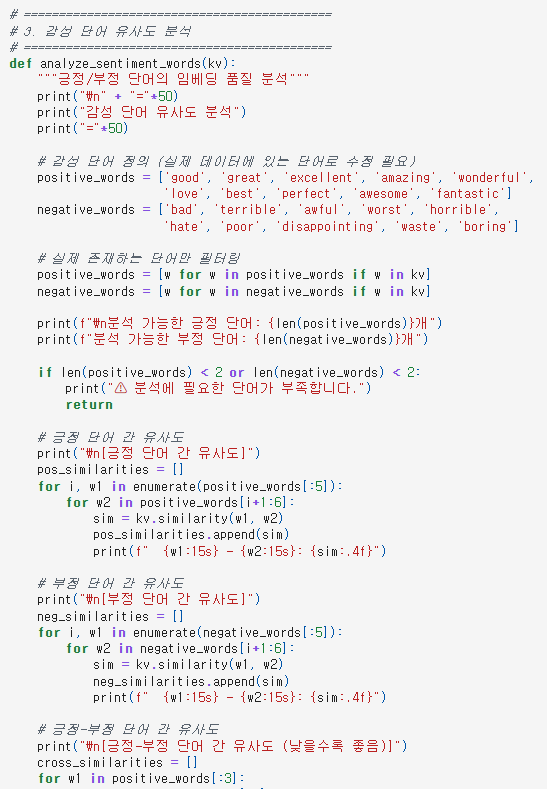 # ============================================
# 3. 감성 단어 유사도 분석
# ============================================
def analyze_sentiment_words(kv):
    """긍정/부정 단어의 임베딩 품질 분석"""
    print("₩n" + "="*50)
    print("감성 단어 유사도 분석")
    print("="*50)

    # 감성 단어 정의 (실제 데이터에 있는 단어로 수정 필요)
    positive_words = ['good', 'great', 'excellent', 'amazing', 'wonderful',
                      'love', 'best', 'perfect', 'awesome', 'fantastic']
    negative_words = ['bad', 'terrible', 'awful', 'worst', 'horrible',
                      'hate', 'poor', 'disappointing', 'waste', 'boring']

    # 실제 존재하는 단어만 필터링
    positive_words = [w for w in positive_words if w in kv]
    negative_words = [w for w in negative_words if w in kv]

    print(f"₩n분석 가능한 긍정 단어: {len(positive_words)}개")
    print(f"분석 가능한 부정 단어: {len(negative_words)}개")

    if len(positive_words) < 2 or len(negative_words) < 2:
        print("⚠ 분석에 필요한 단어가 부족합니다.")
        return

    # 긍정 단어 간 유사도
    print("₩n[긍정 단어 간 유사도]")
    pos_similarities = []
    for i, w1 in enumerate(positive_words[:5]):
        for w2 in positive_words[i+1:6]:
            sim = kv.similarity(w1, w2)
            pos_similarities.append(sim)
            print(f"  {w1:15s} - {w2:15s}: {sim:.4f}")

    # 부정 단어 간 유사도
    print("₩n[부정 단어 간 유사도]")
    neg_similarities = []
    for i, w1 in enumerate(negative_words[:5]):
        for w2 in negative_words[i+1:6]:
            sim = kv.similarity(w1, w2)
            neg_similarities.append(sim)
            print(f"  {w1:15s} - {w2:15s}: {sim:.4f}")

    # 긍정-부정 단어 간 유사도
    print("₩n[긍정-부정 단어 간 유사도 (낮을수록 좋음)]")
    cross_similarities = []
    for w1 in positive_words[:3]: